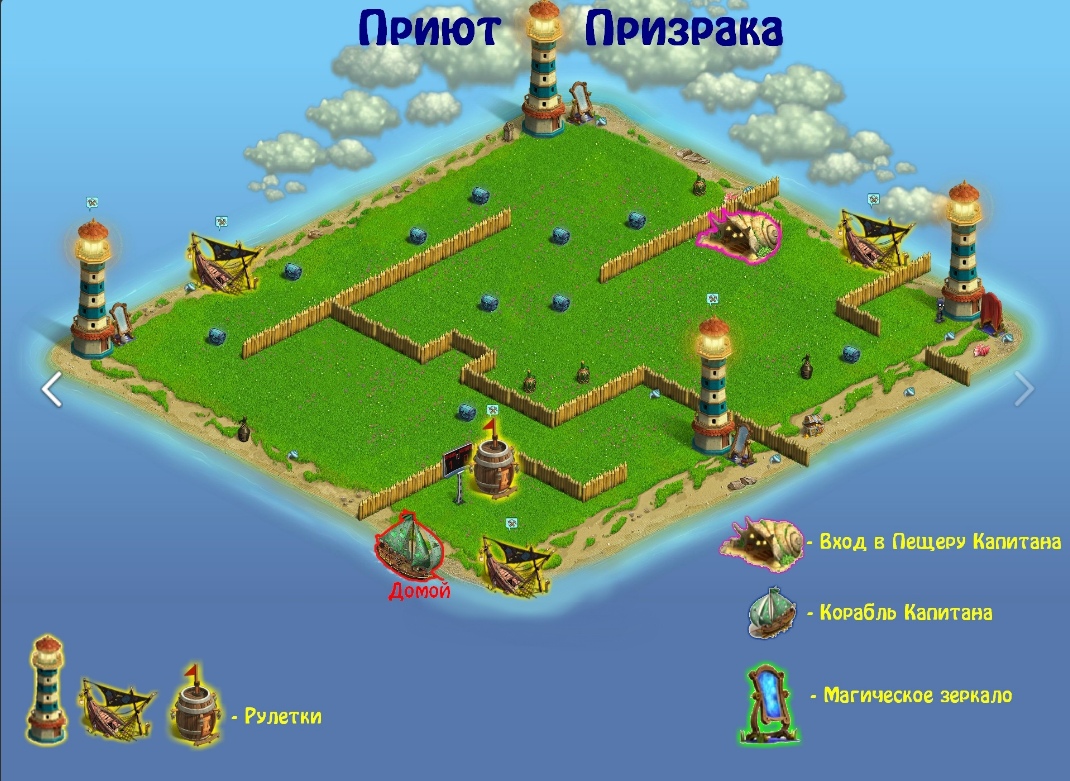 Приют Призрака
- Вход в Пещеру Капитана
Домой
- Корабль Капитана
- Магическое зеркало
- Рулетки